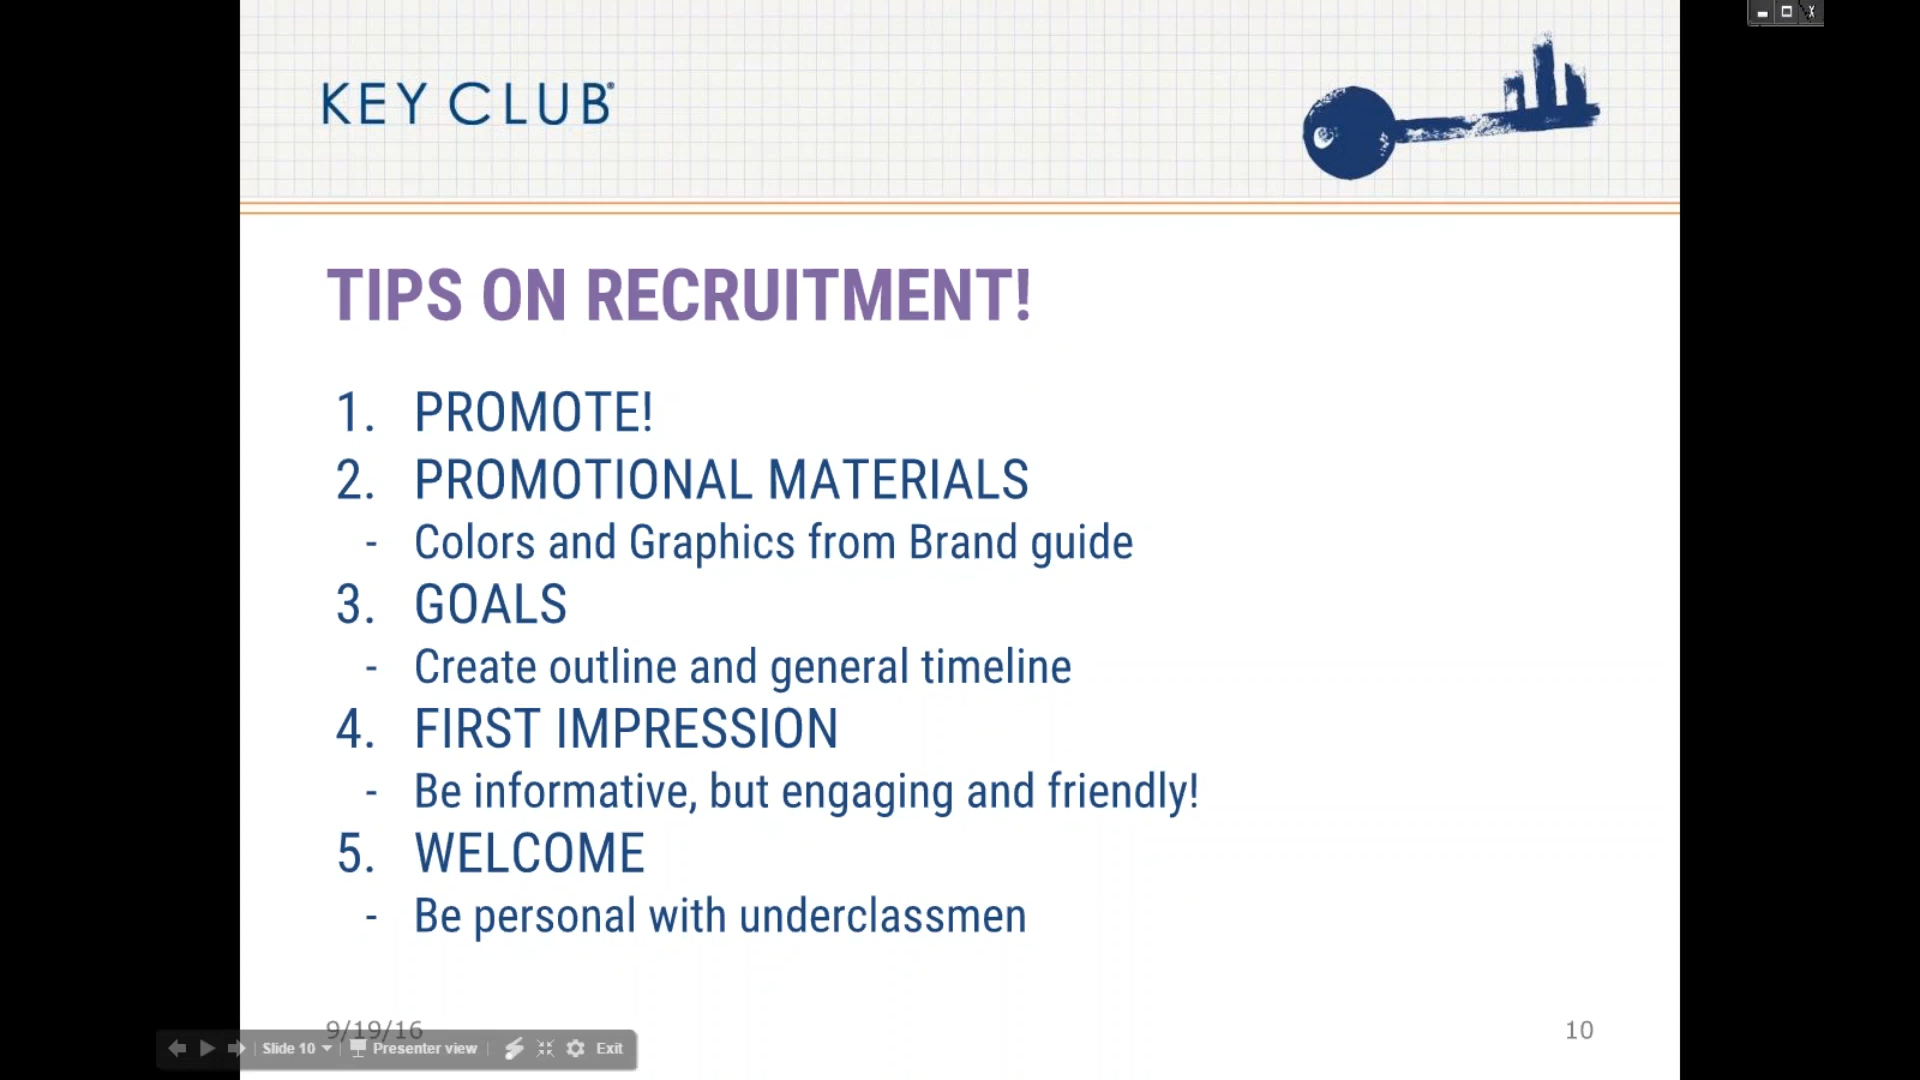 KEY CLUB®
TIPS ON RECRUITMENT!
1. PROMOTE!
2. PROMOTIONAL MATERIALS
- Colors and Graphics from Brand guide
3. GOALS
- Create outline and general timeline
4. FIRST IMPRESSION
- Be informative, but engaging and friendly!
5. WELCOME
- Be personal with underclassmen
9/19/16
10
Slide 10 Presenter view Exit